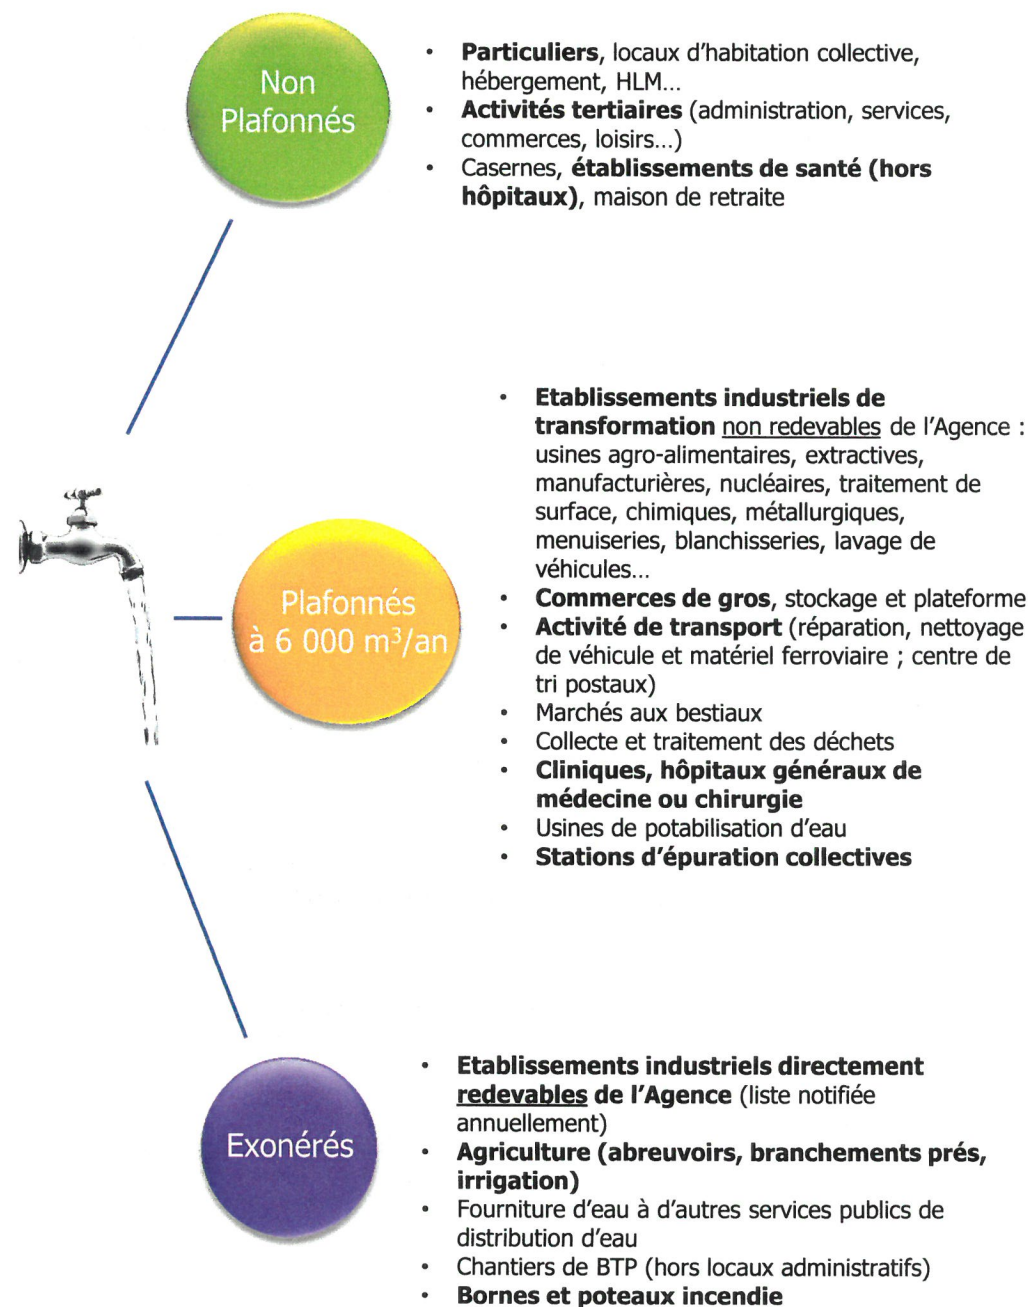 Non
Plafonnés
• Particuliers, locaux d'habitation collective,
hébergement, HLM...
• Activités tertiaires (administration, services,
commerces, loisirs...)
• Casernes, établissements de santé (hors
hôpitaux), maison de retraite
Plafonnés
à 6 000 m³/an
• Etablissements industriels de
transformation non redevables de l'Agence :
usines agro-alimentaires, extractives,
manufacturières, nucléaires, traitement de
surface, chimiques, métallurgiques,
menuiseries, blanchisseries, lavage de
véhicules...
• Commerces de gros, stockage et plateforme
• Activité de transport (réparation, nettoyage
de véhicule et matériel ferroviaire ; centre de
tri postaux)
• Marchés aux bestiaux
• Collecte et traitement des déchets
• Cliniques, hôpitaux généraux de
médecine ou chirurgie
• Usines de potabilisation d'eau
• Stations d'épuration collectives
Exonérés
• Etablissements industriels directement
redevables de l'Agence (liste notifiée
annuellement)
• Agriculture (abreuvoirs, branchements prés,
irrigation)
• Fourniture d'eau à d'autres services publics de
distribution d'eau
• Chantiers de BTP (hors locaux administratifs)
• Bornes et poteaux incendie